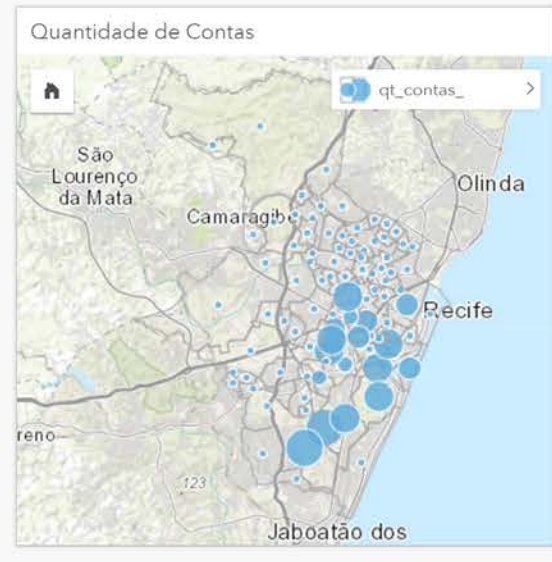 Quantidade de Contas
qt_contas_
São
Lourenço
da Mata
Olinda
Camaragibe
Recife
reno
123
Jaboatão dos